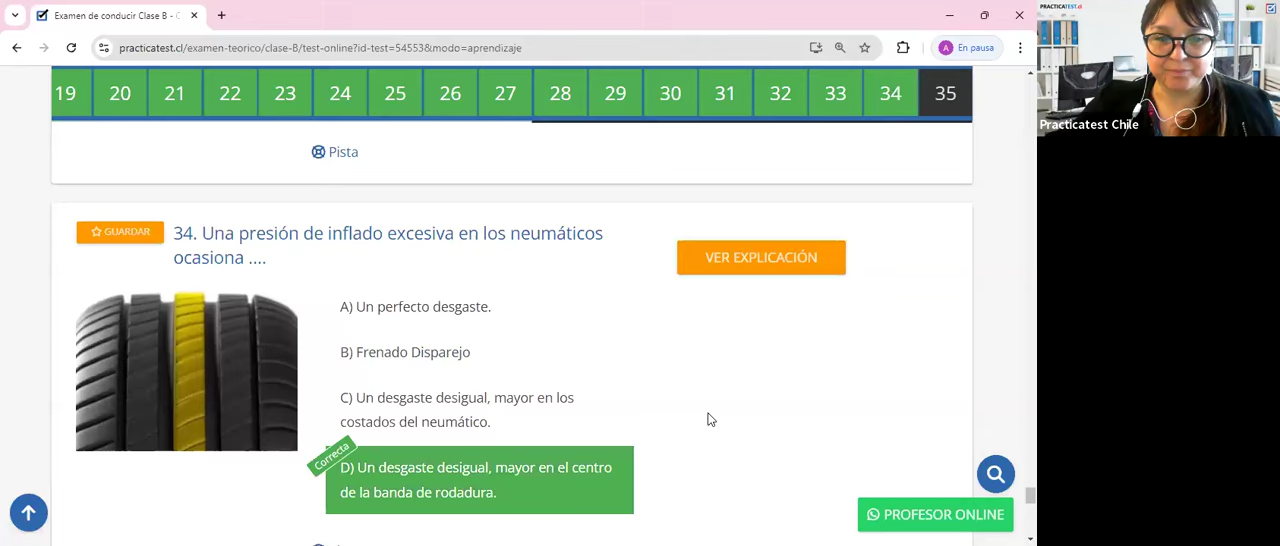 Examen de conducir Clase B - C
practicatest.cl/examen-teorico/clase-B/test-online?id-test=54553&modo=aprendizaje
A
En pausa
19 20 21 22 23 24 25 26 27 28 29 30 31 32 33 34 35
Pista
GUARDAR
34. Una presión de inflado excesiva en los neumáticos
ocasiona ....
VER EXPLICACIÓN
A) Un perfecto desgaste.
B) Frenado Disparejo
C) Un desgaste desigual, mayor en los
costados del neumático.
Correcta
D) Un desgaste desigual, mayor en el centro
de la banda de rodadura.
PROFESOR ONLINE
PRACTICATEST.cl
Practicatest Chile